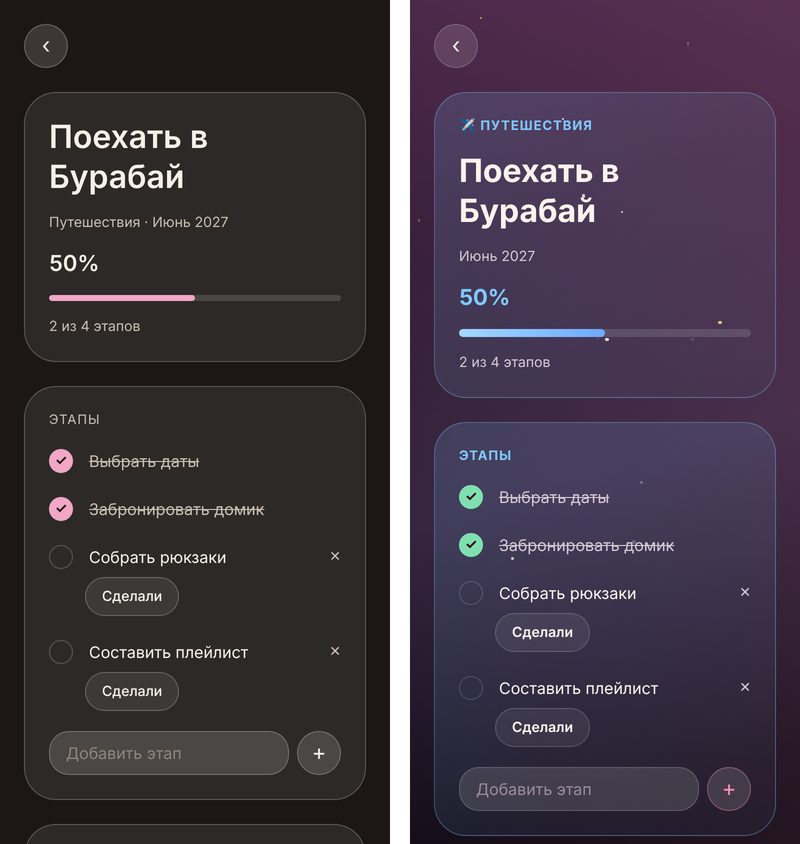 ‹
Поехать в
Бурабай
Путешествия · Июнь 2027
50%
2 из 4 этапов
ЭТАПЫ
Выбрать даты
Забронировать домик
Собрать рюкзаки ×
Сделали
Составить плейлист ×
Сделали
Добавить этап +
‹
✈️ ПУТЕШЕСТВИЯ
Поехать в
Бурабай
Июнь 2027
50%
2 из 4 этапов
ЭТАПЫ
Выбрать даты
Забронировать домик
Собрать рюкзаки ×
Сделали
Составить плейлист ×
Сделали
Добавить этап +